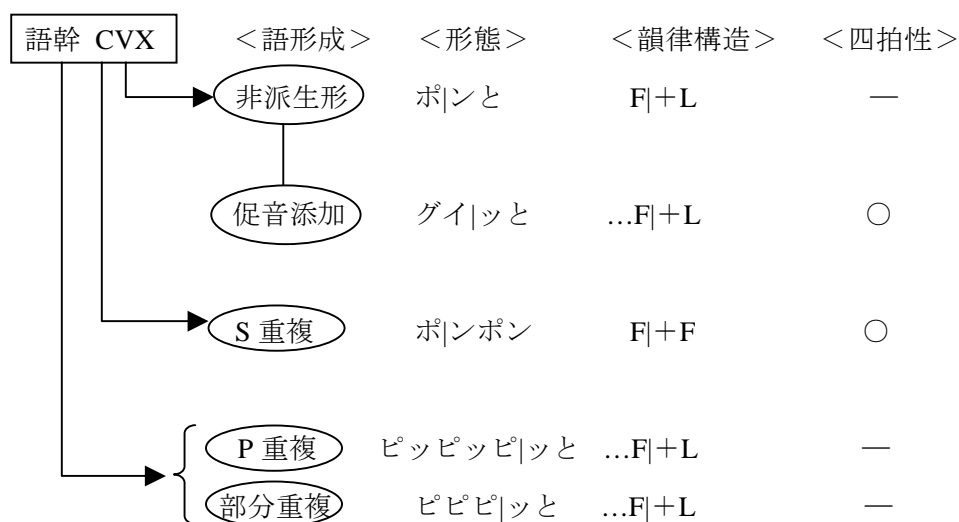 語幹 CVX ＜語形成＞ ＜形態＞ ＜韻律構造＞ ＜四拍性＞
非派生形 ポ|ンと F|＋L ―
促音添加 グイ|ッと …F|＋L ○
S 重複 ポ|ンポン F|＋F ○
P 重複 ピッピッピ|ッと …F|＋L ―
部分重複 ピピピ|ッと …F|＋L ―